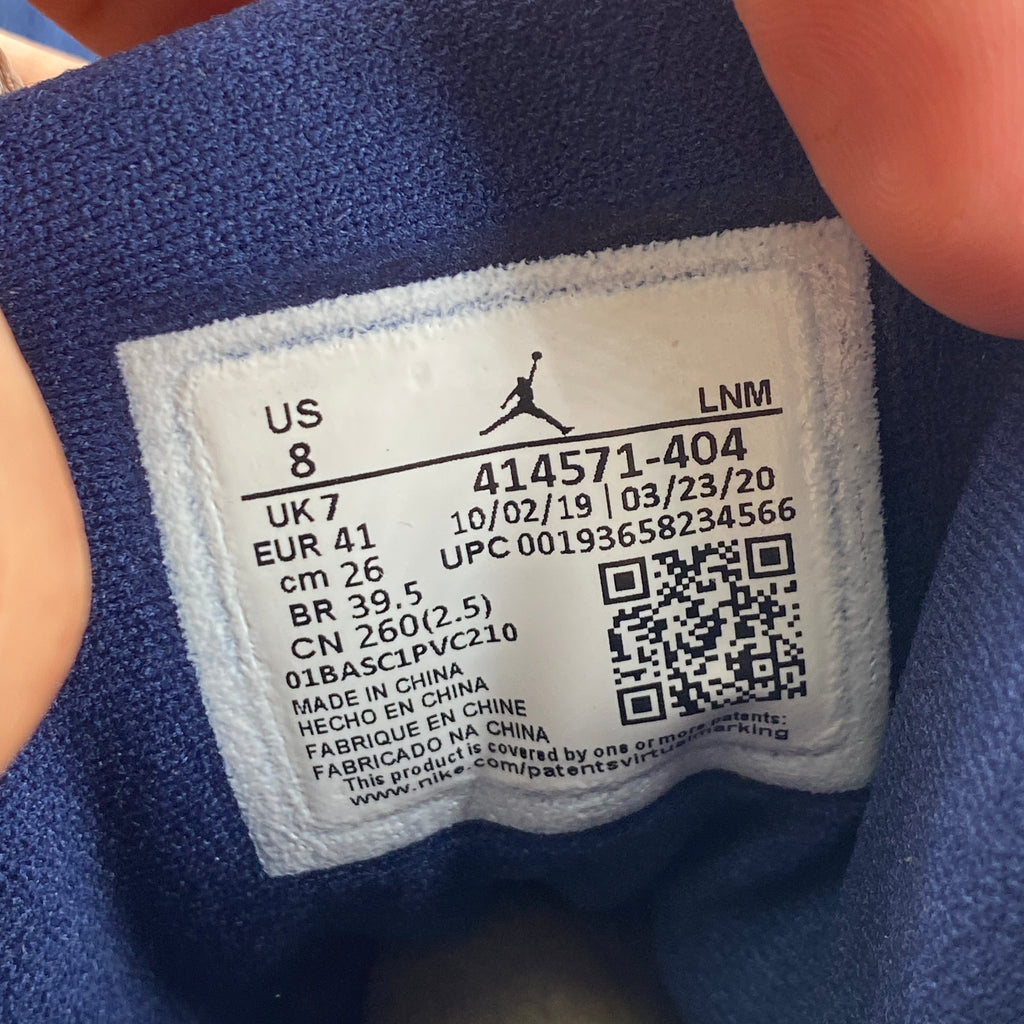 US
8
LNM
414571-404
10/02/19 | 03/23/20
UPC 00193658234566
UK 7
EUR 41
cm 26
BR 39.5
CN 260(2.5)
01BASC1PVC210
MADE IN CHINA
HECHO EN CHINA
FABRIQUE EN CHINE
FABRICADO NA CHINA
This product is covered by one or more patents:
www.nike.com/patentsvirtualmarking